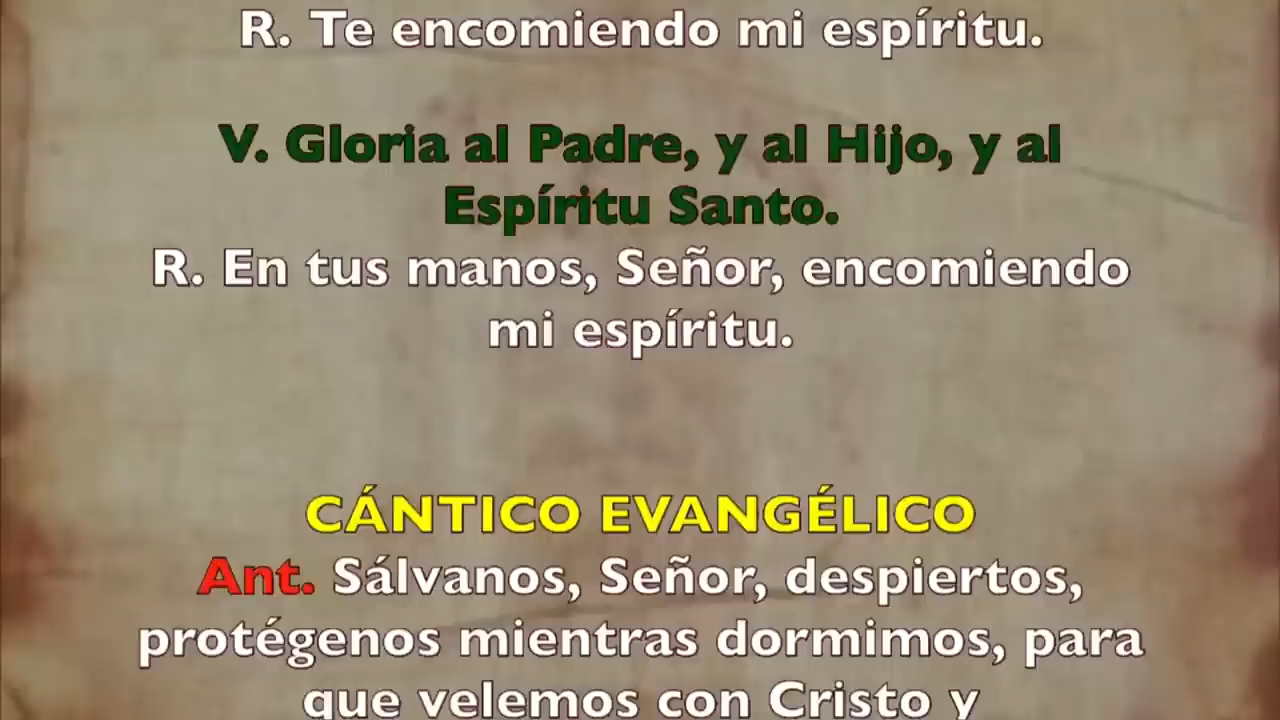 R. Te encomiendo mi espíritu.
V. Gloria al Padre, y al Hijo, y al
Espíritu Santo.
R. En tus manos, Señor, encomiendo
mi espíritu.
CÁNTICO EVANGÉLICO
Ant. Sálvanos, Señor, despiertos,
protégenos mientras dormimos, para
que velemos con Cristo y